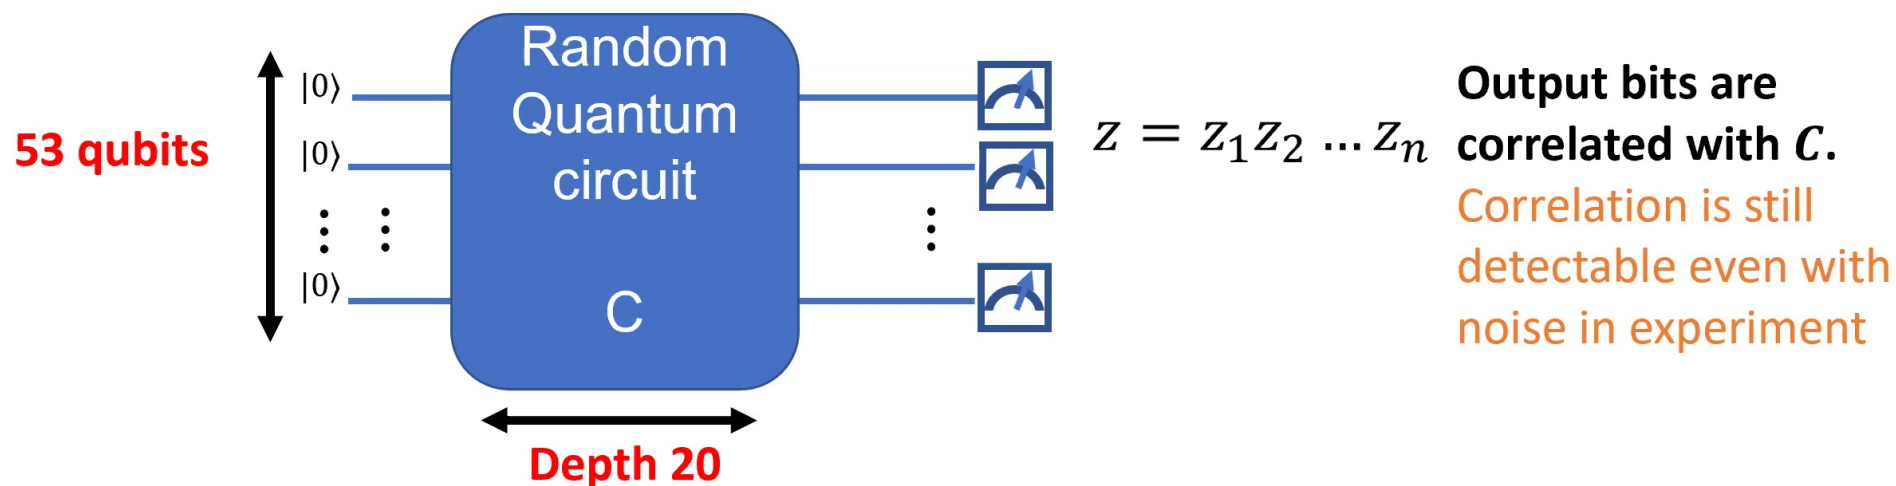 53 qubits
|0⟩
|0⟩
|0⟩
Random
Quantum
circuit
C
Depth 20
z = z₁z₂ ... zₙ
Output bits are
correlated with C.
Correlation is still
detectable even with
noise in experiment